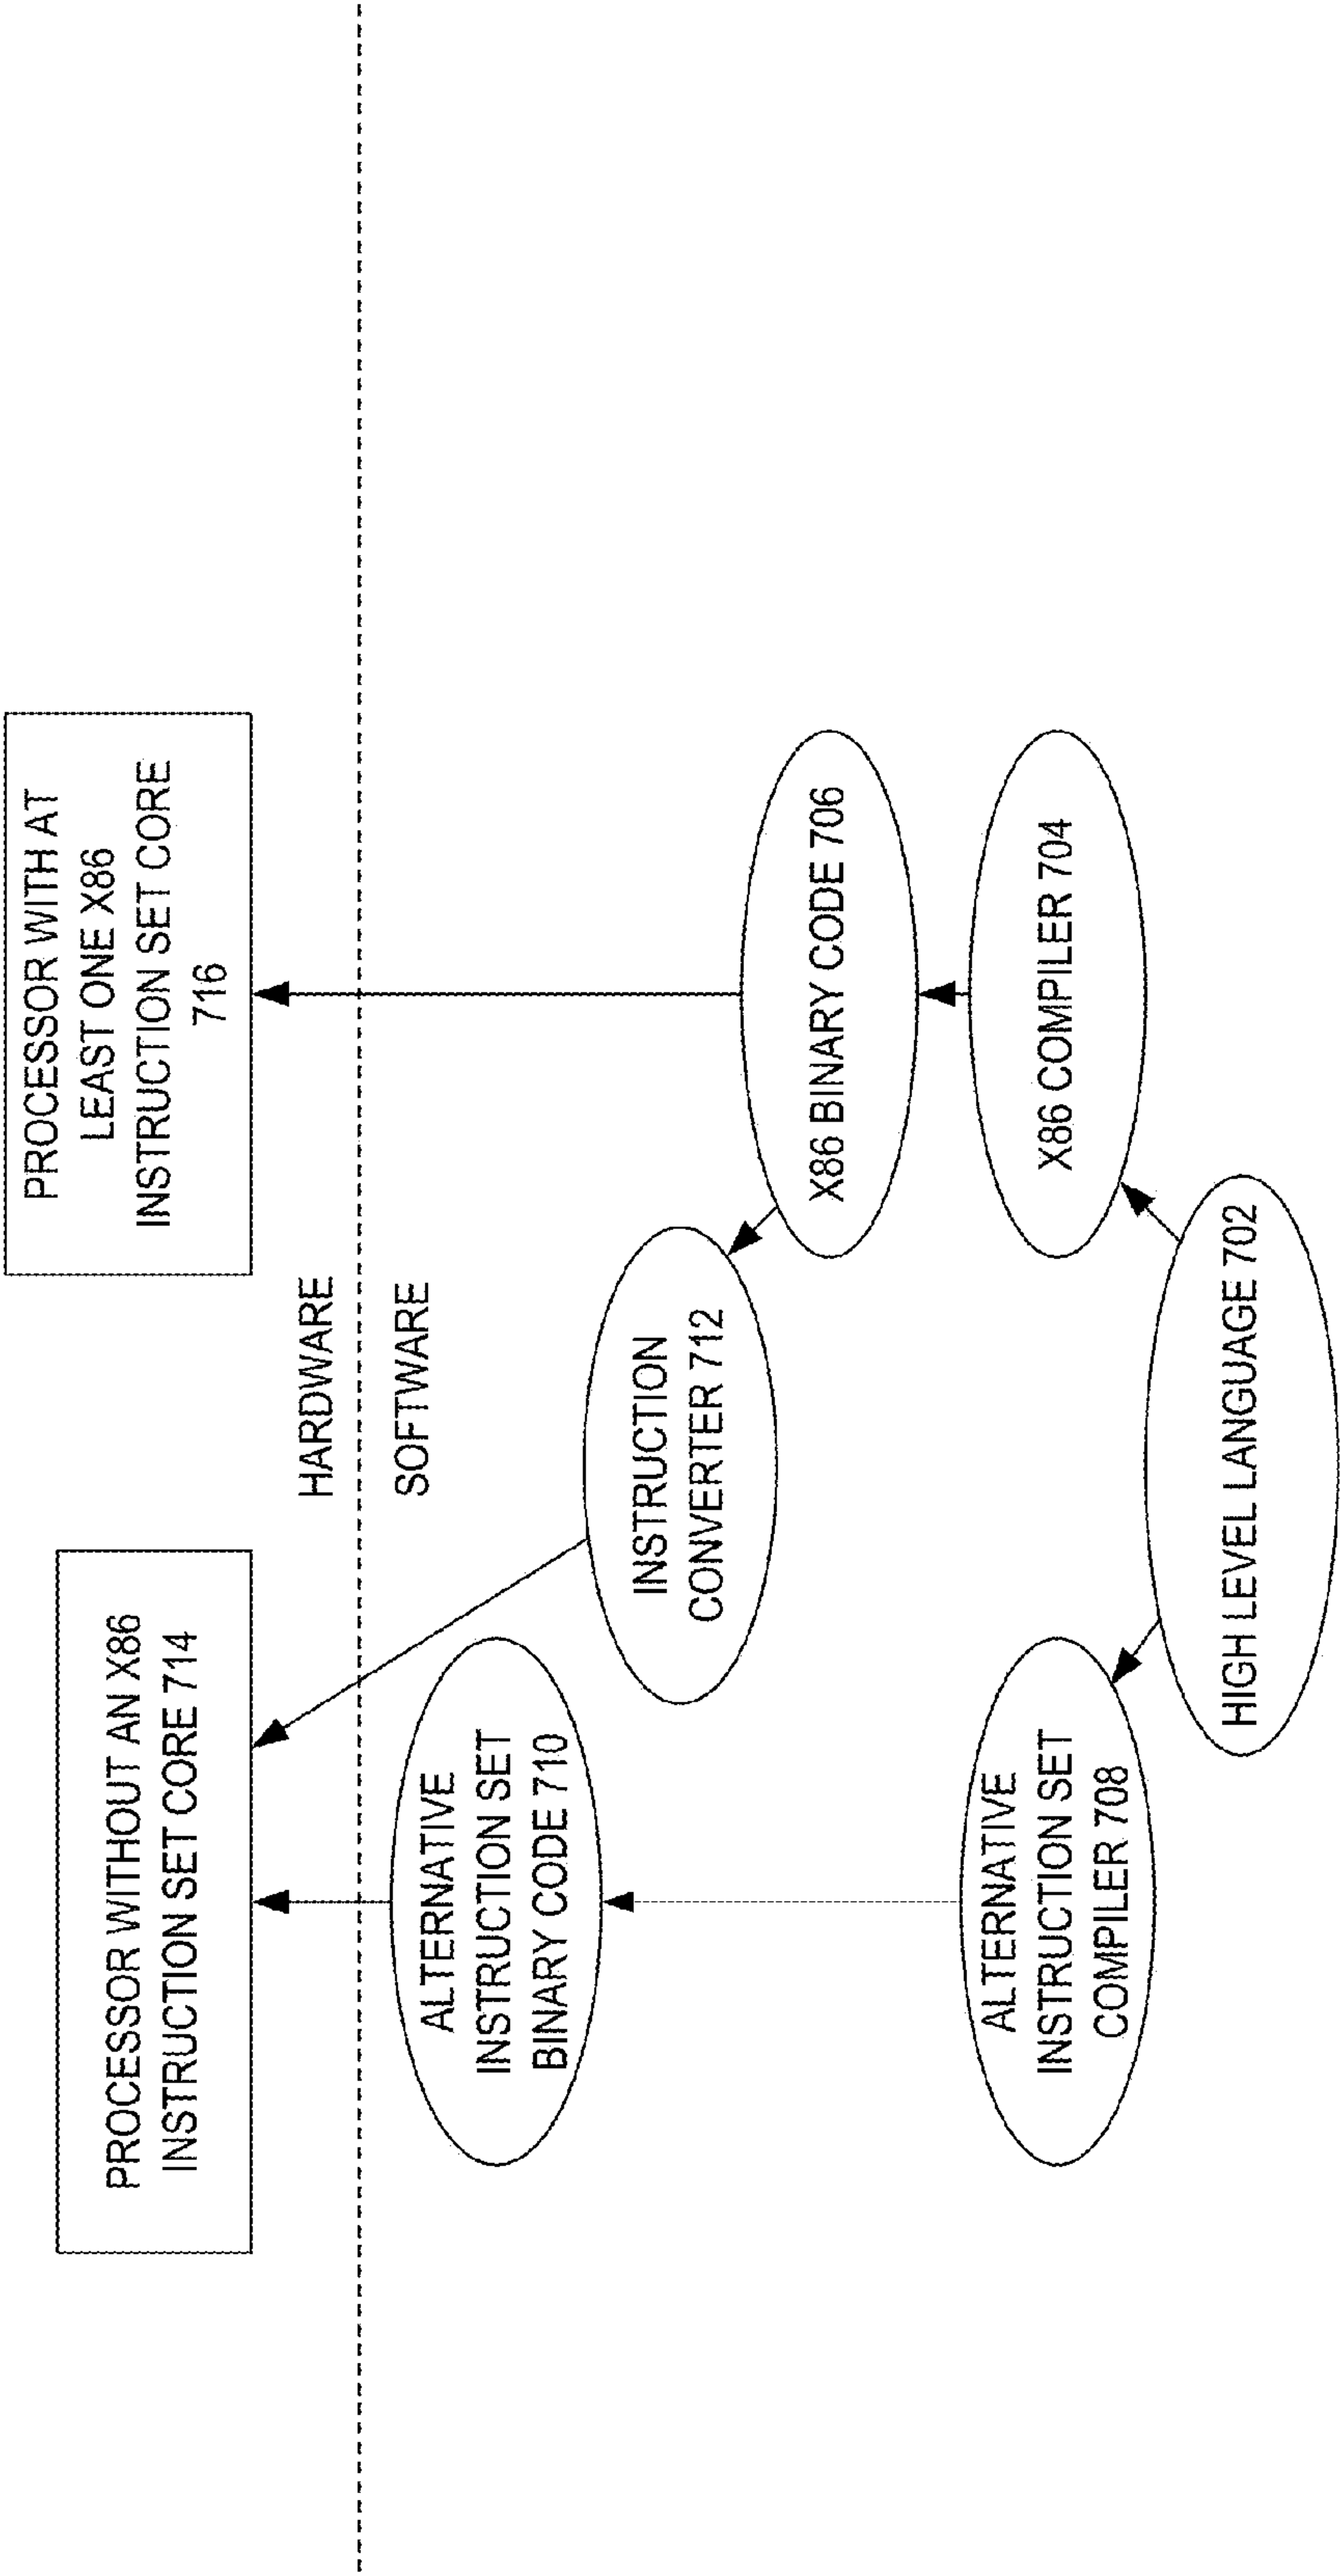 PROCESSOR WITHOUT AN X86
INSTRUCTION SET CORE 714
PROCESSOR WITH AT
LEAST ONE X86
INSTRUCTION SET CORE
716
HARDWARE
SOFTWARE
ALTERNATIVE
INSTRUCTION SET
BINARY CODE 710
INSTRUCTION
CONVERTER 712
X86 BINARY CODE 706
ALTERNATIVE
INSTRUCTION SET
COMPILER 708
X86 COMPILER 704
HIGH LEVEL LANGUAGE 702